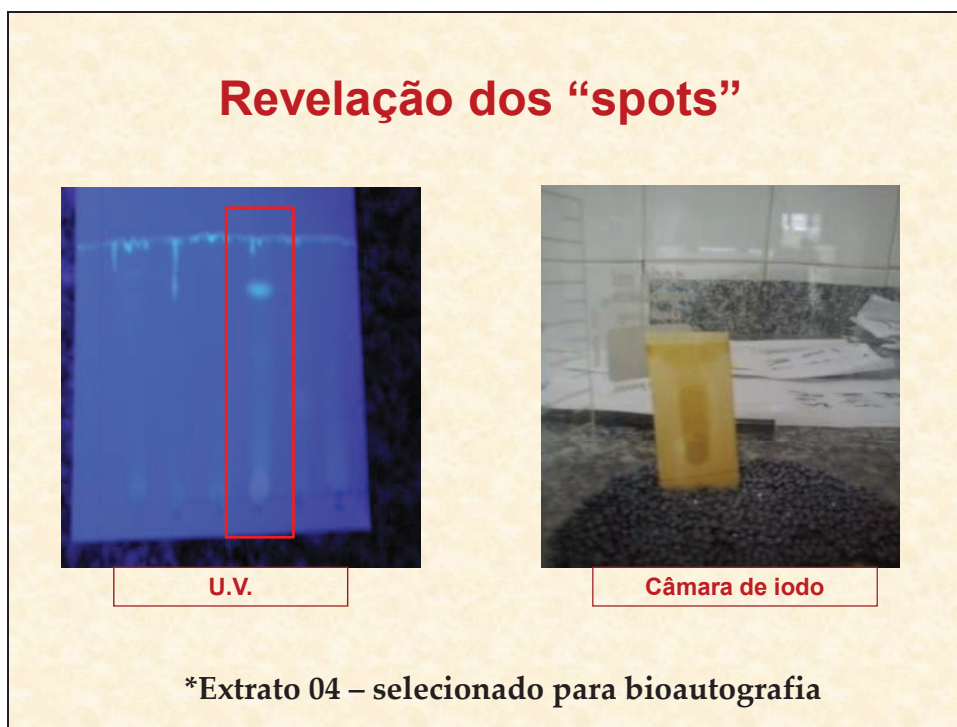 Revelação dos “spots”
U.V.
Câmara de iodo
*Extrato 04 – selecionado para bioautografia